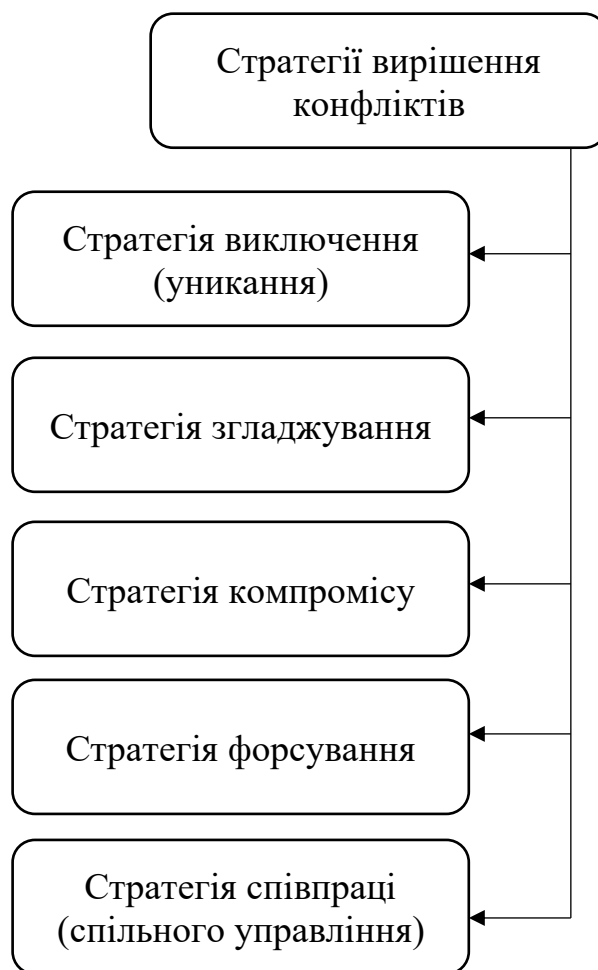 Стратегії вирішення
конфліктів
Стратегія виключення
(уникання)
Стратегія згладжування
Стратегія компромісу
Стратегія форсування
Стратегія співпраці
(спільного управління)